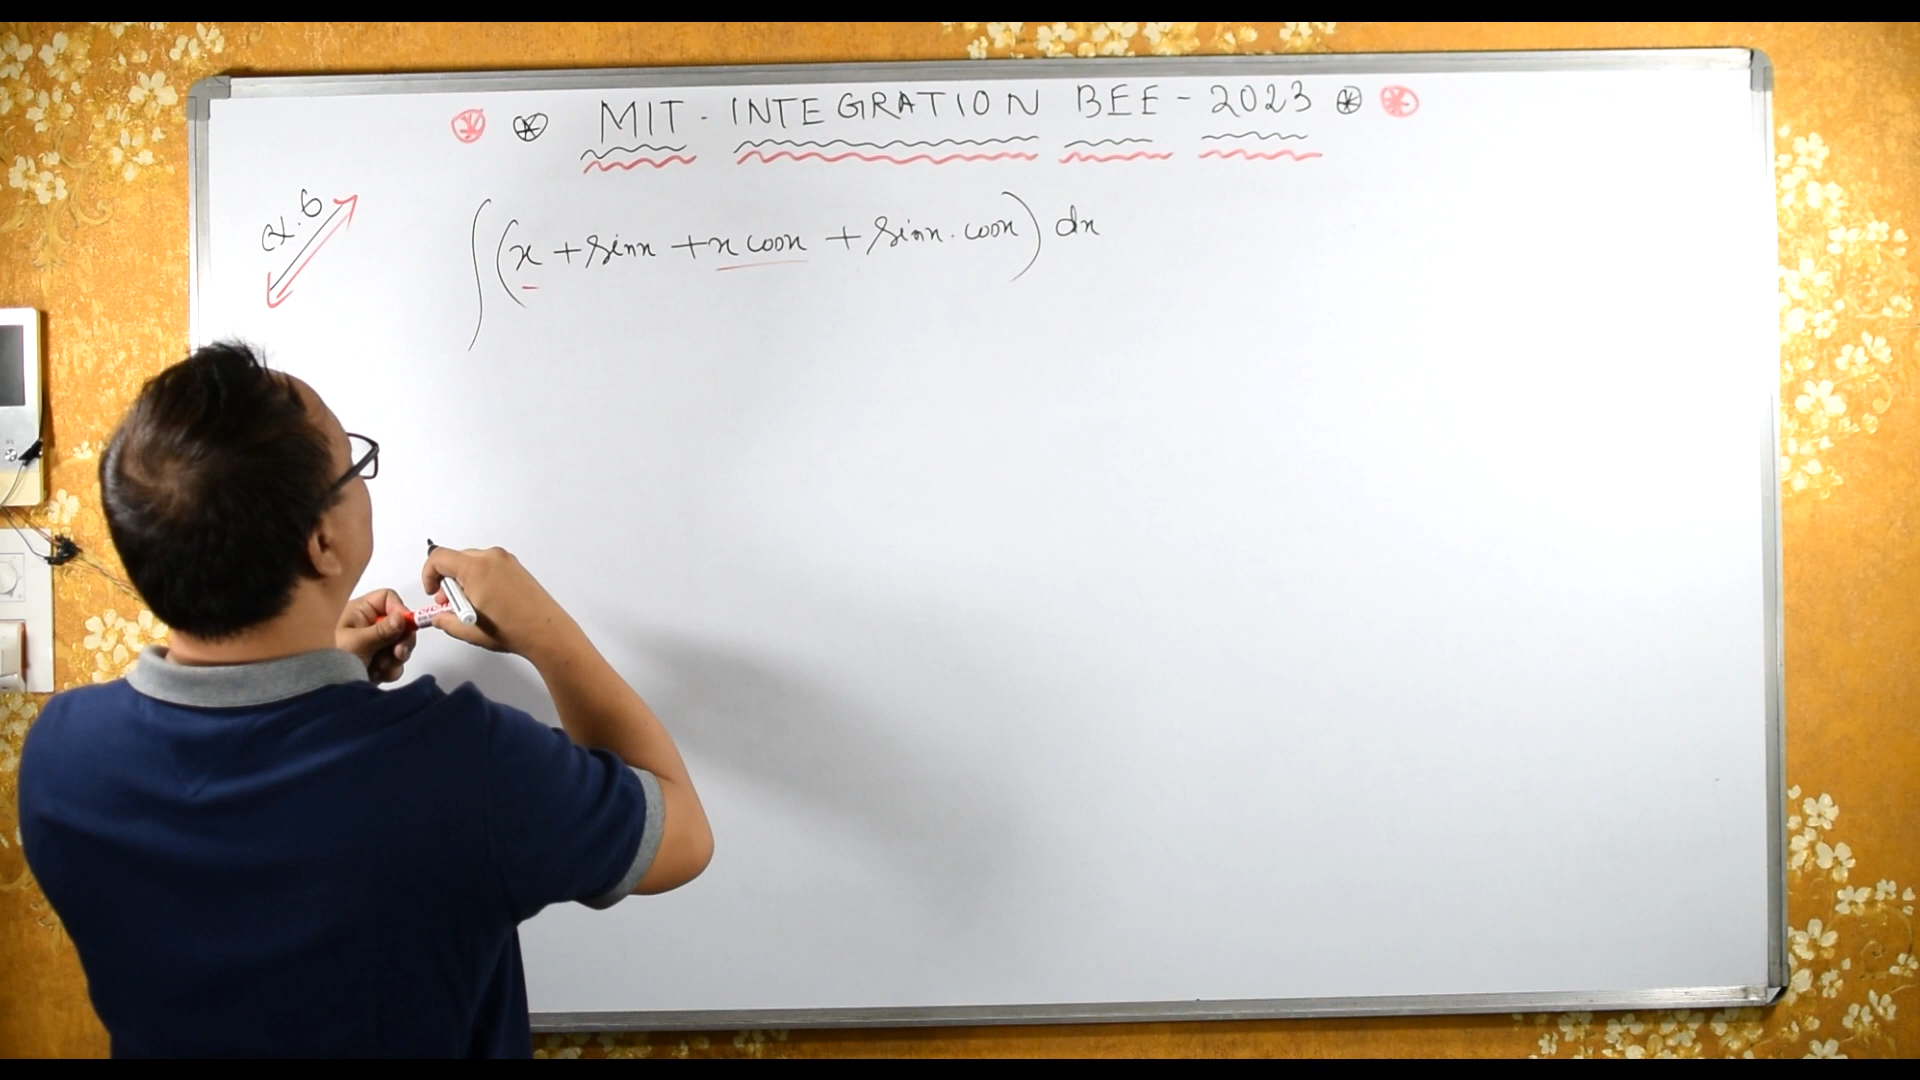 MIT - INTEGRATION BEE - 2023
Q.6
∫(x + sinx + x cosx + sinx . cosx) dx